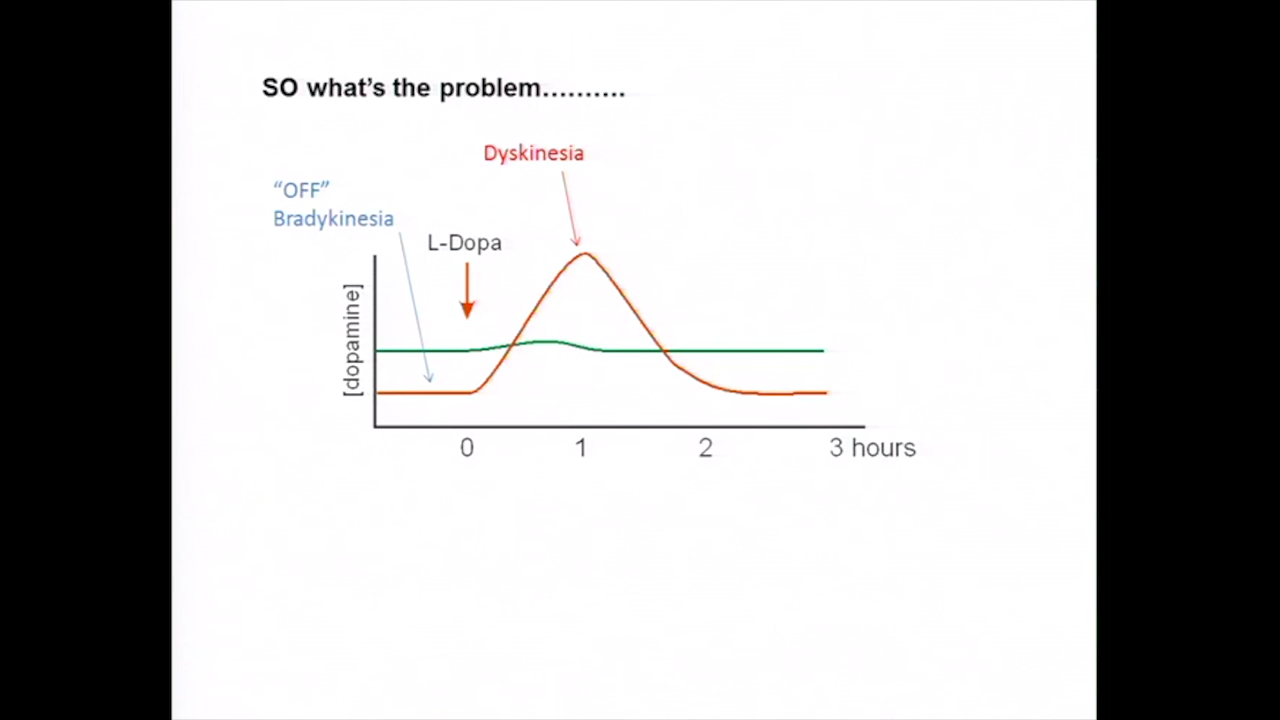 SO what's the problem……….
Dyskinesia
“OFF”
Bradykinesia
L-Dopa
[dopamine]
0 1 2 3 hours